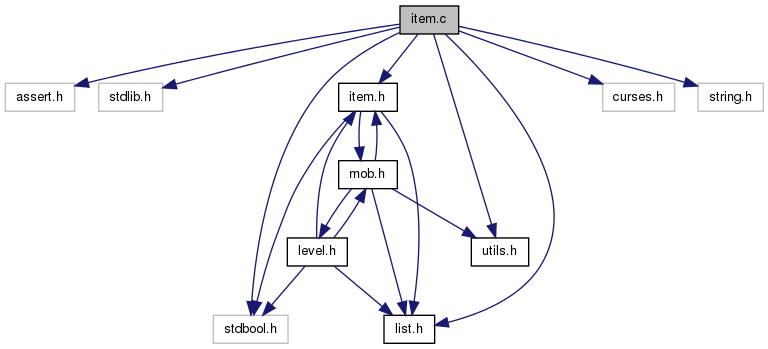 item.c
assert.h
stdlib.h
item.h
curses.h
string.h
mob.h
level.h
utils.h
stdbool.h
list.h